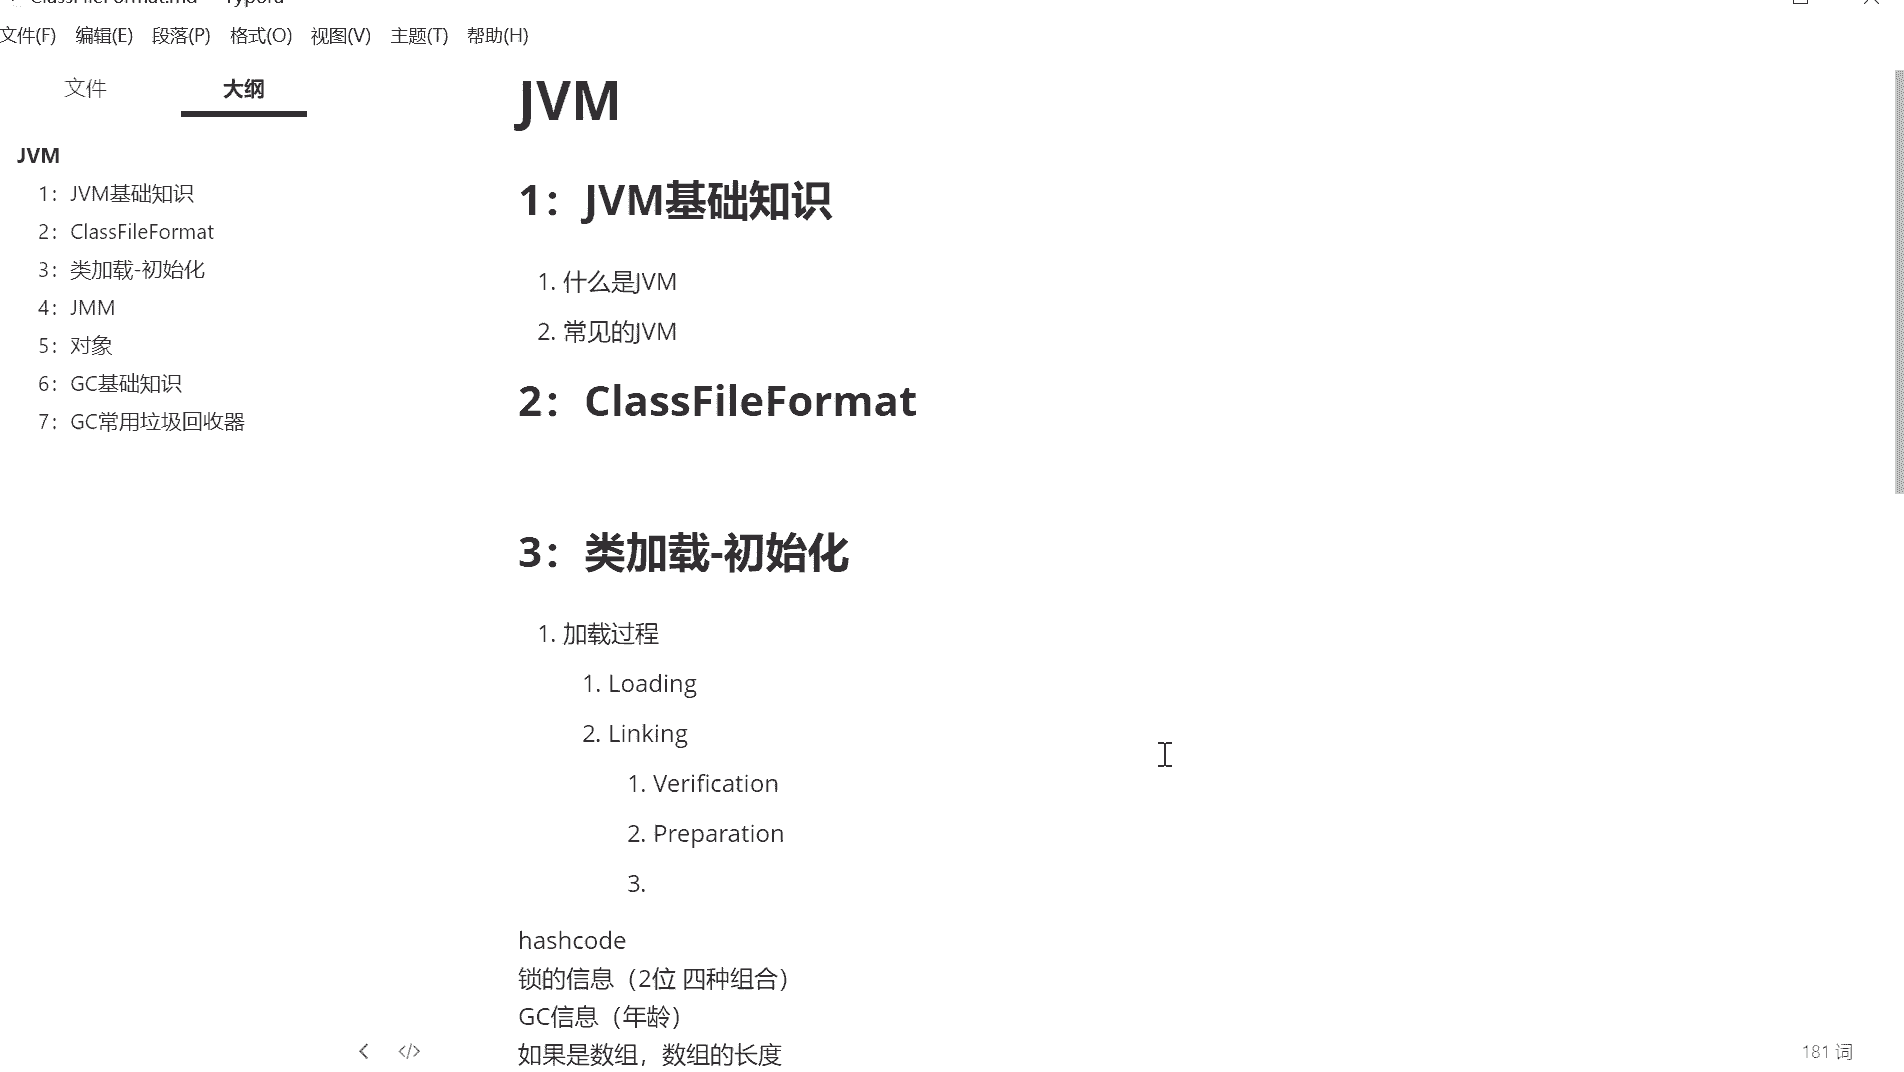 ClassFileFormat.md - Typora
文件(F) 编辑(E) 段落(P) 格式(O) 视图(V) 主题(T) 帮助(H)
文件 大纲
JVM
1：JVM基础知识
2：ClassFileFormat
3：类加载-初始化
4：JMM
5：对象
6：GC基础知识
7：GC常用垃圾回收器
JVM
1：JVM基础知识
1. 什么是JVM
2. 常见的JVM
2：ClassFileFormat
3：类加载-初始化
1. 加载过程
1. Loading
2. Linking
1. Verification
2. Preparation
3.
hashcode
锁的信息（2位 四种组合）
GC信息（年龄）
如果是数组，数组的长度
</> 181 词